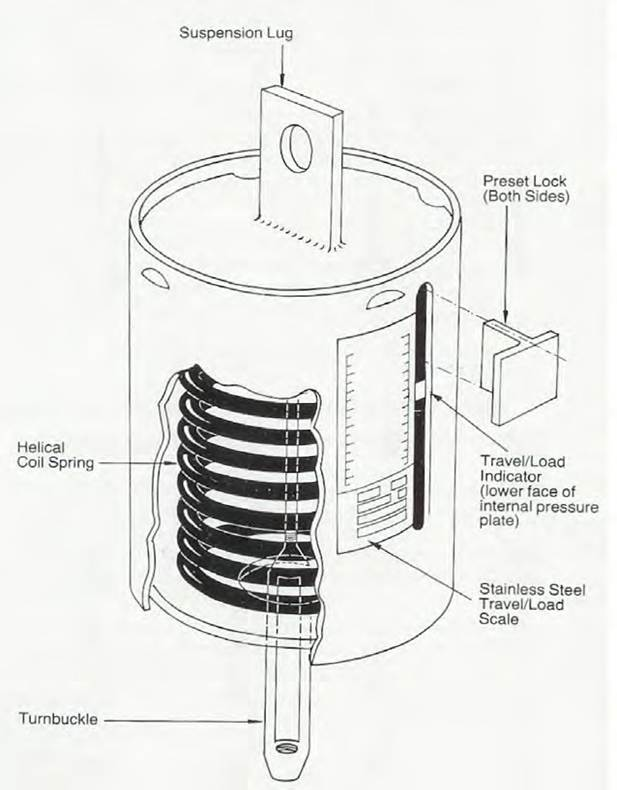 Suspension Lug
Preset Lock
(Both Sides)
Helical
Coil Spring
Travel/Load
Indicator
(lower face of
internal pressure
plate)
Stainless Steel
Travel/Load
Scale
Turnbuckle